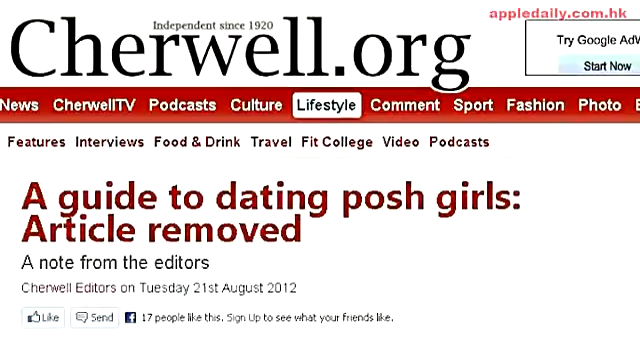 appledaily.com.hk
Independent since 1920
Cherwell.org
Try Google AdW
Start Now
News CherwellTV Podcasts Culture Lifestyle Comment Sport Fashion Photo
Features Interviews Food & Drink Travel Fit College Video Podcasts
A guide to dating posh girls:
Article removed
A note from the editors
Cherwell Editors on Tuesday 21st August 2012
Like Send 17 people like this. Sign Up to see what your friends like.